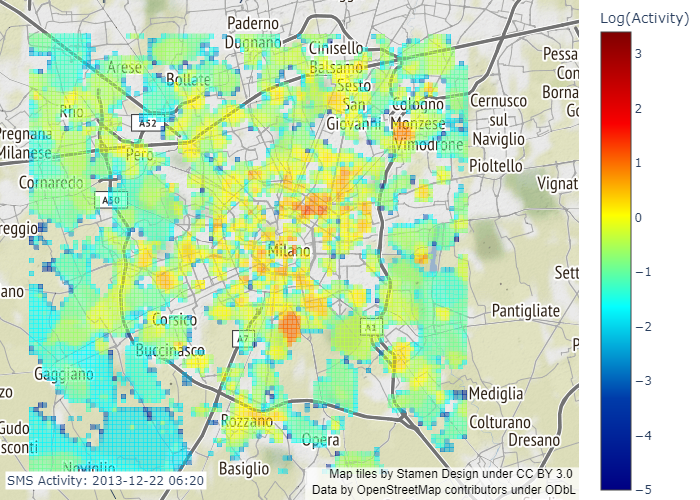 Log(Activity)
Paderno
Dugnano
Cinisello
Balsamo
Arese
Bollate
Sesto
San
Giovanni
Cologno
Monzese
Vimodrone
Cernusco
sul
Naviglio
Pioltello
Pessa
Con
Borna
Go
Rho
A52
Pero
Pregnana
Milanese
Cornaredo
A50
Vignat
reggio
Milano
Sett
ano
Pantigliate
Corsico
A7
A1
Buccinasco
P
Gaggiano
zo
Mediglia
Rozzano
Colturano
Dresano
Gudo
sconti
Opera
Noviglio
Basiglio
SMS Activity: 2013-12-22 06:20
Map tiles by Stamen Design under CC BY 3.0
Data by OpenStreetMap contributors under ODbL
3
2
1
0
−1
−2
−3
−4
−5